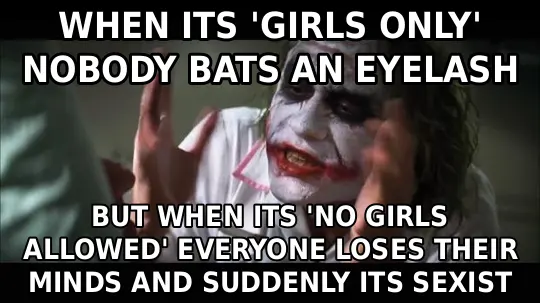 WHEN ITS 'GIRLS ONLY'
NOBODY BATS AN EYELASH
BUT WHEN ITS 'NO GIRLS
ALLOWED' EVERYONE LOSES THEIR
MINDS AND SUDDENLY ITS SEXIST